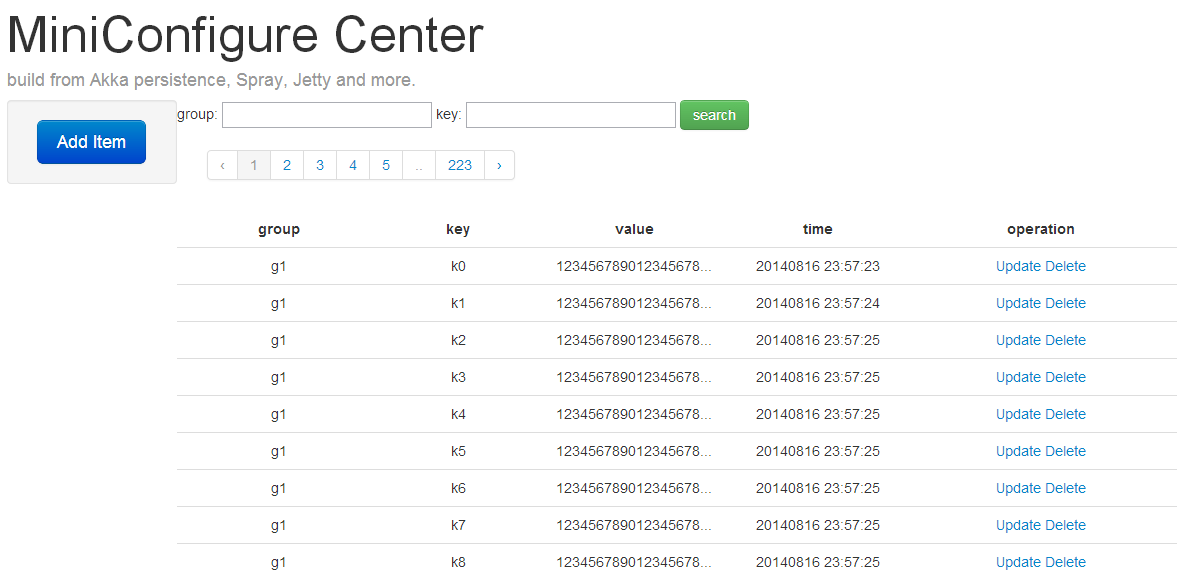 MiniConfigure Center
build from Akka persistence, Spray, Jetty and more.
Add Item
group: key: search
‹ 1 2 3 4 5 .. 223 ›
group key value time operation
g1 k0 123456789012345678... 20140816 23:57:23 Update Delete
g1 k1 123456789012345678... 20140816 23:57:24 Update Delete
g1 k2 123456789012345678... 20140816 23:57:25 Update Delete
g1 k3 123456789012345678... 20140816 23:57:25 Update Delete
g1 k4 123456789012345678... 20140816 23:57:25 Update Delete
g1 k5 123456789012345678... 20140816 23:57:25 Update Delete
g1 k6 123456789012345678... 20140816 23:57:25 Update Delete
g1 k7 123456789012345678... 20140816 23:57:25 Update Delete
g1 k8 123456789012345678... 20140816 23:57:25 Update Delete